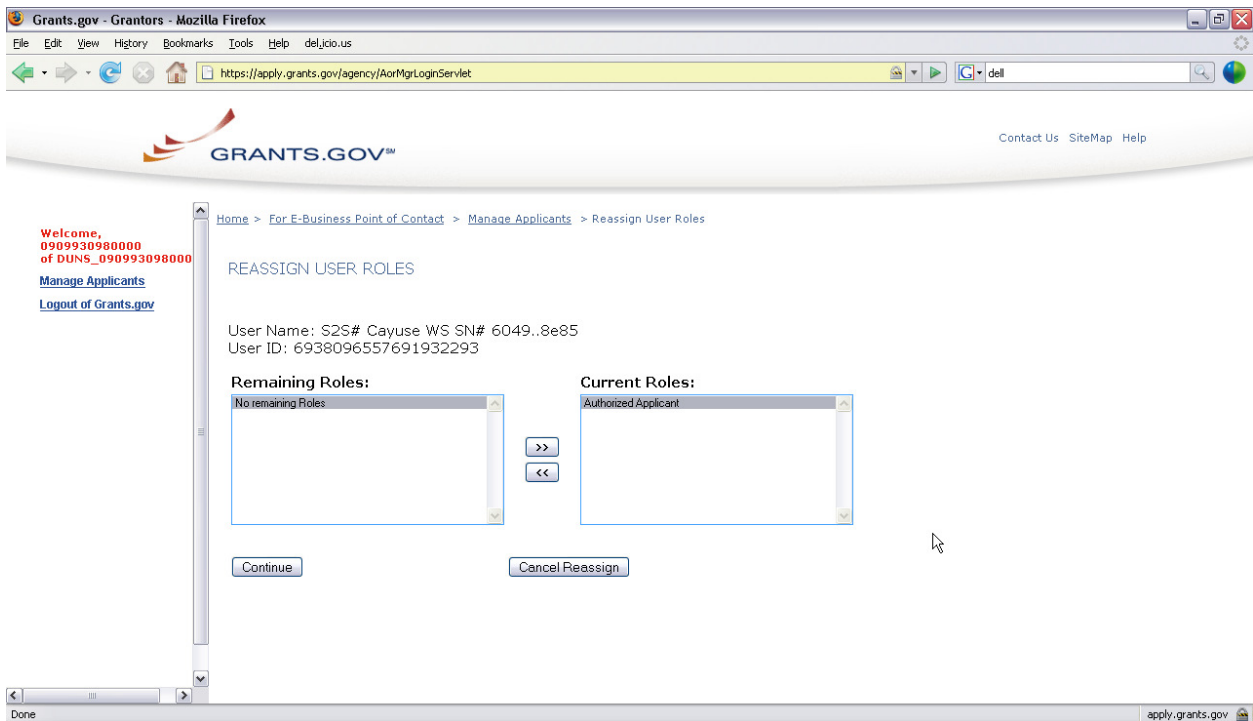 Grants.gov - Grantors - Mozilla Firefox
File Edit View History Bookmarks Tools Help del.icio.us
https://apply.grants.gov/agency/AorMgrLoginServlet
G dell
GRANTS.GOV℠
Contact Us SiteMap Help
Welcome,
0909930980000
of DUNS_090993098000
Manage Applicants
Logout of Grants.gov
Home > For E-Business Point of Contact > Manage Applicants > Reassign User Roles
REASSIGN USER ROLES
User Name: S2S# Cayuse WS SN# 6049..8e85
User ID: 6938096557691932293
Remaining Roles: Current Roles:
No remaining Roles Authorized Applicant
>>
<<
Continue Cancel Reassign
Done apply.grants.gov